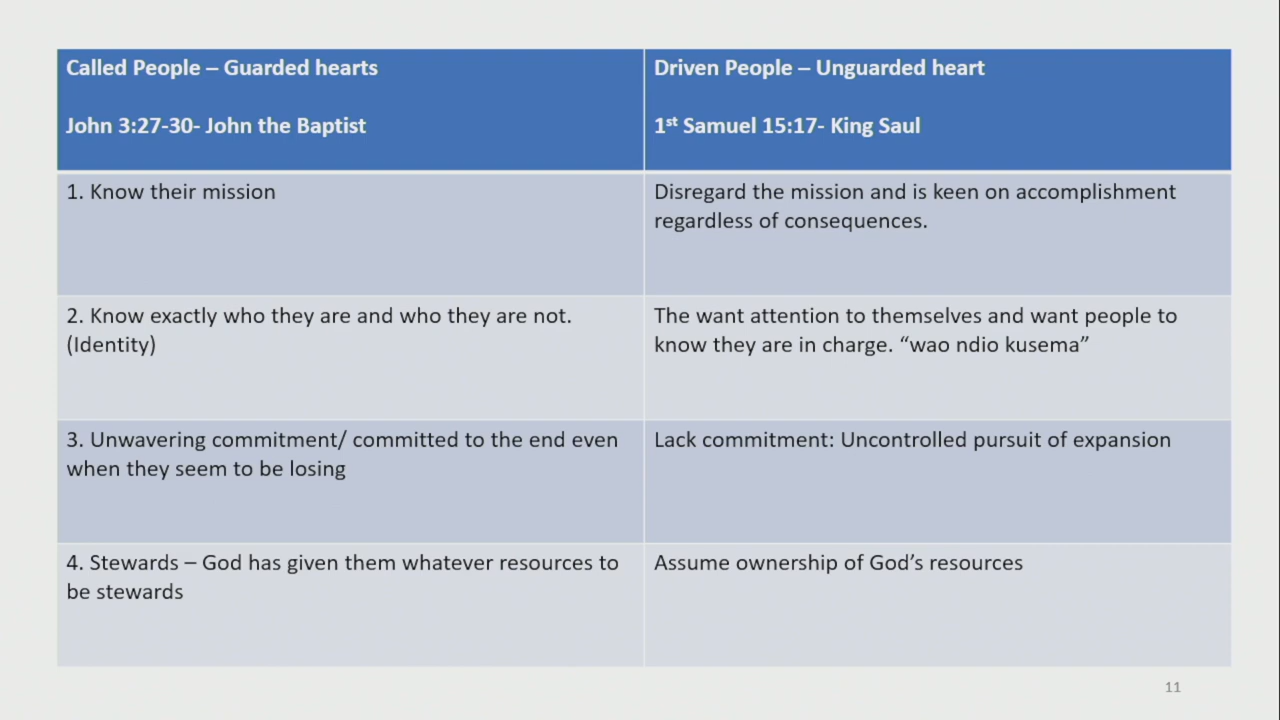 Called People – Guarded hearts
John 3:27-30- John the Baptist
Driven People – Unguarded heart
1st Samuel 15:17- King Saul
1. Know their mission
Disregard the mission and is keen on accomplishment
regardless of consequences.
2. Know exactly who they are and who they are not.
(Identity)
The want attention to themselves and want people to
know they are in charge. “wao ndio kusema”
3. Unwavering commitment/ committed to the end even
when they seem to be losing
Lack commitment: Uncontrolled pursuit of expansion
4. Stewards – God has given them whatever resources to
be stewards
Assume ownership of God’s resources
11